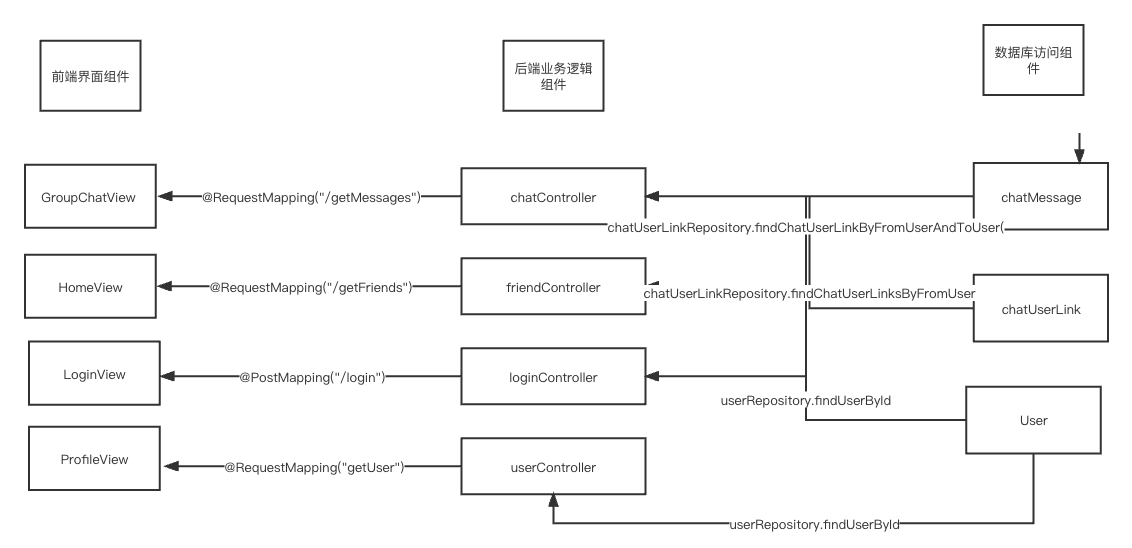 前端界面组件
后端业务逻辑
组件
数据库访问组
件
GroupChatView
@RequestMapping("/getMessages")
chatController
chatMessage
chatUserLinkRepository.findChatUserLinkByFromUserAndToUser(
HomeView
@RequestMapping("/getFriends")
friendController
chatUserLinkRepository.findChatUserLinksByFromUser
chatUserLink
LoginView
@PostMapping("/login")
loginController
userRepository.findUserById
User
ProfileView
@RequestMapping("getUser")
userController
userRepository.findUserById